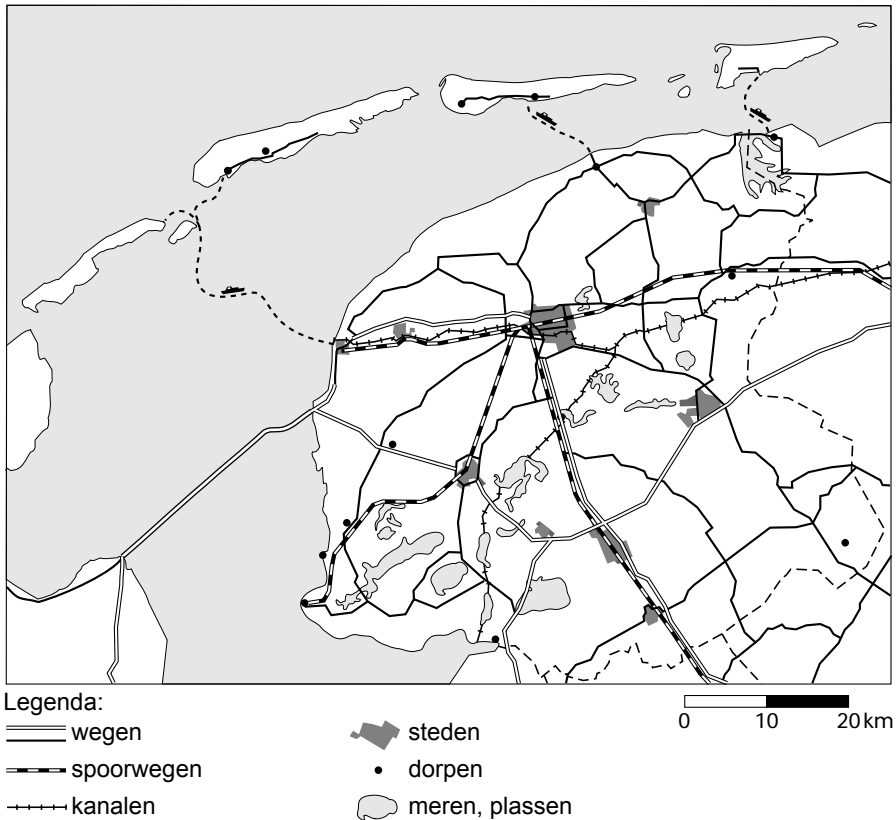 Legenda:
wegen
spoorwegen
kanalen
steden
dorpen
meren, plassen
0 10 20 km